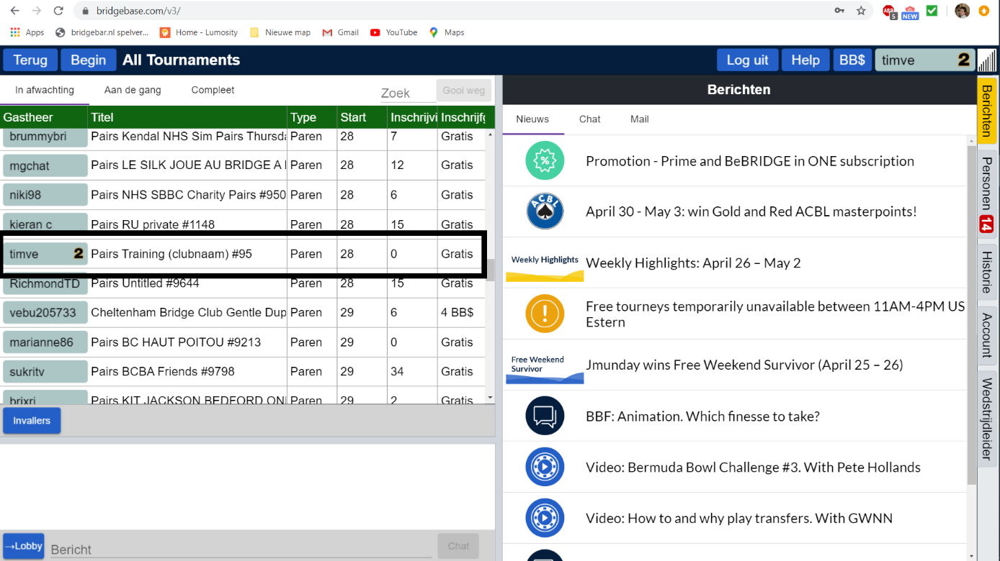 bridgebase.com/v3/
ABP
5
NEW
Apps
bridgebar.nl spelver...
Home - Lumosity
Nieuwe map
Gmail
YouTube
Maps
Terug
Begin
All Tournaments
Log uit
Help
BB$
timve 2
In afwachting
Aan de gang
Compleet
Zoek
Gooi weg
Gastheer Titel Type Start Inschrijvi Inschrijfg
brummybri Pairs Kendal NHS Sim Pairs Thursda Paren 28 7 Gratis
mgchat Pairs LE SILK JOUE AU BRIDGE A Paren 28 12 Gratis
niki98 Pairs NHS SBBC Charity Pairs #950 Paren 28 6 Gratis
kieran c Pairs RU private #1148 Paren 28 15 Gratis
timve 2 Pairs Training (clubnaam) #95 Paren 28 0 Gratis
RichmondTD Pairs Untitled #9644 Paren 28 15 Gratis
vebu205733 Cheltenham Bridge Club Gentle Dup Paren 29 6 4 BB$
marianne86 Pairs BC HAUT POITOU #9213 Paren 29 0 Gratis
sukritv Pairs BCBA Friends #9798 Paren 29 34 Gratis
brixri Pairs KIT JACKSON BEDFORD ONL Paren 29 2 Gratis
Invallers
→Lobby
Bericht
Chat
Berichten
Nieuws
Chat
Mail
Promotion - Prime and BeBRIDGE in ONE subscription
ACBL
April 30 - May 3: win Gold and Red ACBL masterpoints!
Weekly Highlights
Weekly Highlights: April 26 – May 2
Free tourneys temporarily unavailable between 11AM-4PM US
Estern
Free Weekend
Survivor
Jmunday wins Free Weekend Survivor (April 25 – 26)
BBF: Animation. Which finesse to take?
Video: Bermuda Bowl Challenge #3. With Pete Hollands
Video: How to and why play transfers. With GWNN
Berichten
Personen 14
Historie
Account
Wedstrijdleider